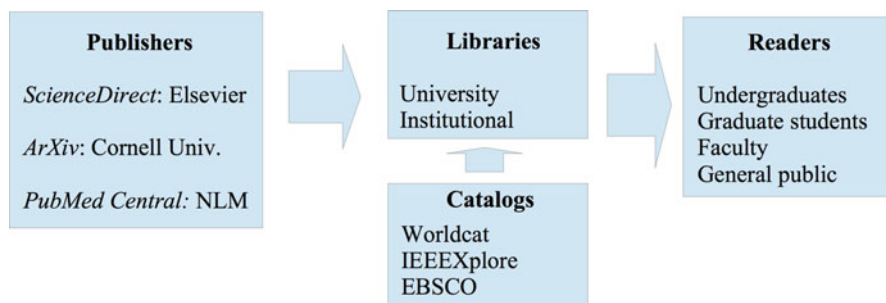 Publishers
ScienceDirect: Elsevier
ArXiv: Cornell Univ.
PubMed Central: NLM
Libraries
University
Institutional
Catalogs
Worldcat
IEEEXplore
EBSCO
Readers
Undergraduates
Graduate students
Faculty
General public